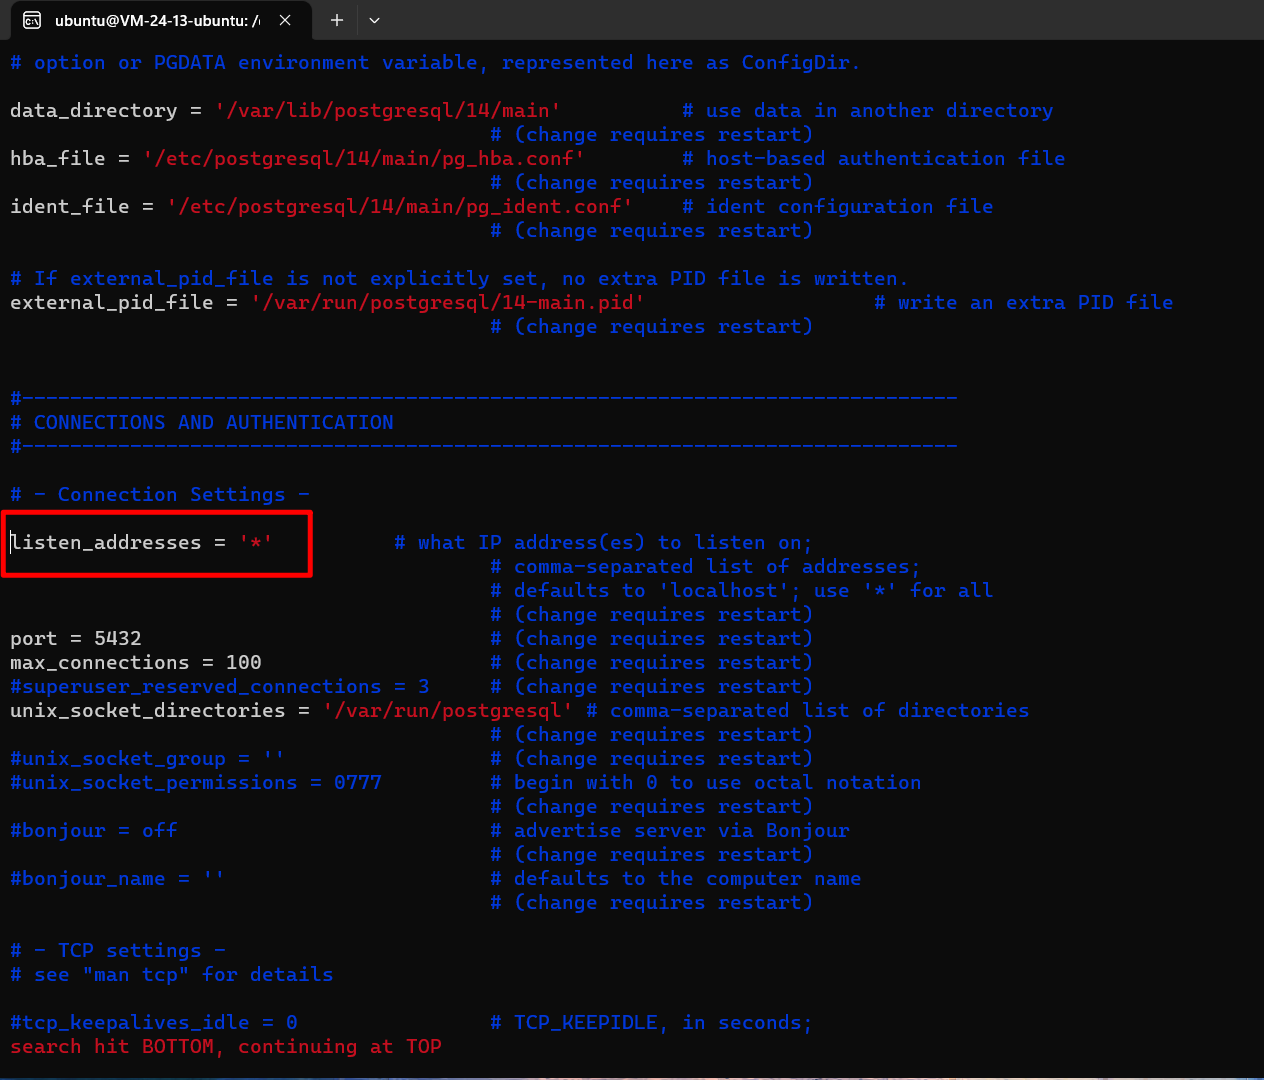 ubuntu@VM-24-13-ubuntu: /
# option or PGDATA environment variable, represented here as ConfigDir.
data_directory = '/var/lib/postgresql/14/main'          # use data in another directory
# (change requires restart)
hba_file = '/etc/postgresql/14/main/pg_hba.conf'        # host-based authentication file
# (change requires restart)
ident_file = '/etc/postgresql/14/main/pg_ident.conf'    # ident configuration file
# (change requires restart)
# If external_pid_file is not explicitly set, no extra PID file is written.
external_pid_file = '/var/run/postgresql/14-main.pid'                   # write an extra PID file
# (change requires restart)
#------------------------------------------------------------------------------
# CONNECTIONS AND AUTHENTICATION
#------------------------------------------------------------------------------
# - Connection Settings -
listen_addresses = '*'          # what IP address(es) to listen on;
# comma-separated list of addresses;
# defaults to 'localhost'; use '*' for all
# (change requires restart)
port = 5432                             # (change requires restart)
max_connections = 100                   # (change requires restart)
#superuser_reserved_connections = 3     # (change requires restart)
unix_socket_directories = '/var/run/postgresql' # comma-separated list of directories
# (change requires restart)
#unix_socket_group = ''                 # (change requires restart)
#unix_socket_permissions = 0777         # begin with 0 to use octal notation
# (change requires restart)
#bonjour = off                          # advertise server via Bonjour
# (change requires restart)
#bonjour_name = ''                      # defaults to the computer name
# (change requires restart)
# - TCP settings -
# see "man tcp" for details
#tcp_keepalives_idle = 0                # TCP_KEEPIDLE, in seconds;
search hit BOTTOM, continuing at TOP